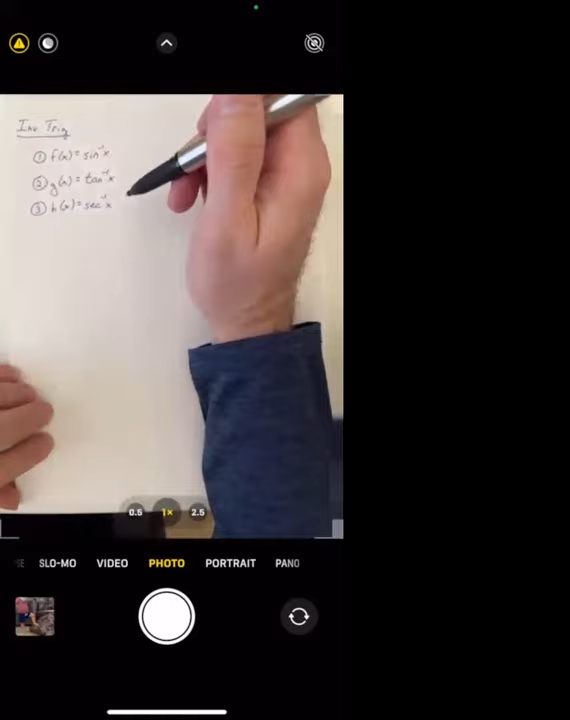 Inv Trig
① f(x) = sin⁻¹x
② g(x) = tan⁻¹x
③ h(x) = sec⁻¹x
0.5 1× 2.5
SLO-MO VIDEO PHOTO PORTRAIT PANO